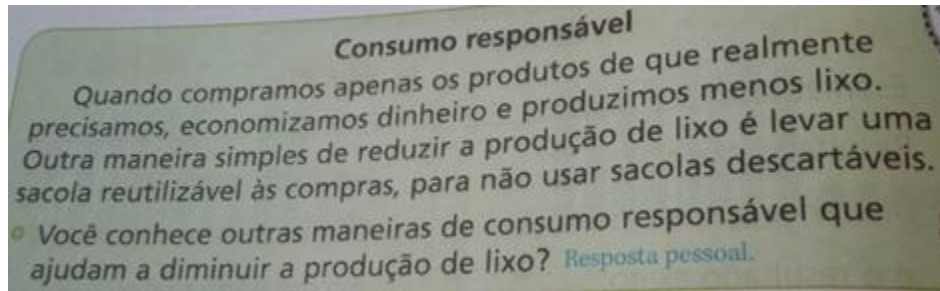 Consumo responsável
Quando compramos apenas os produtos de que realmente
precisamos, economizamos dinheiro e produzimos menos lixo.
Outra maneira simples de reduzir a produção de lixo é levar uma
sacola reutilizável às compras, para não usar sacolas descartáveis.
Você conhece outras maneiras de consumo responsável que
ajudam a diminuir a produção de lixo? Resposta pessoal.